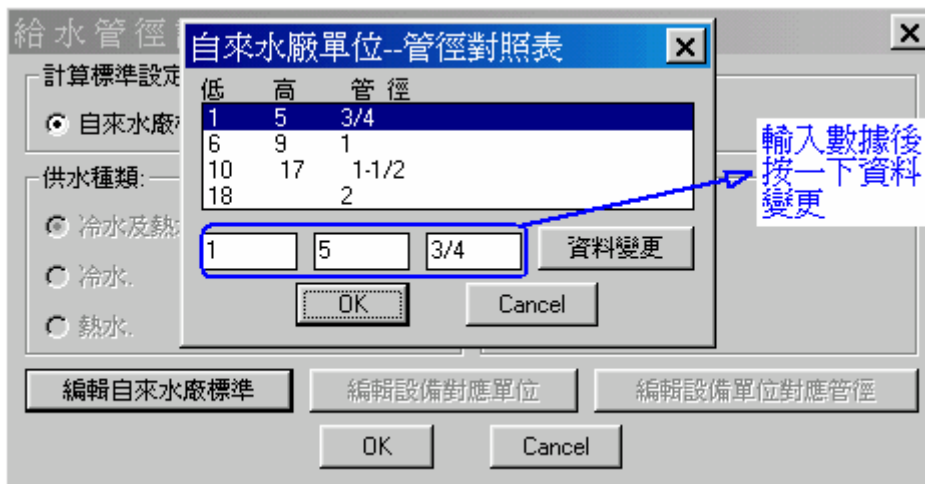 給水管徑
自來水廠單位--管徑對照表
計算標準設定
低 高 管徑
1 5 3/4
6 9 1
10 17 1-1/2
18 2
自來水廠
輸入數據後
按一下資料
變更
供水種類:
冷水及熱
冷水.
熱水.
1 5 3/4 資料變更
OK Cancel
編輯自來水廠標準 編輯設備對應單位 編輯設備單位對應管徑
OK Cancel